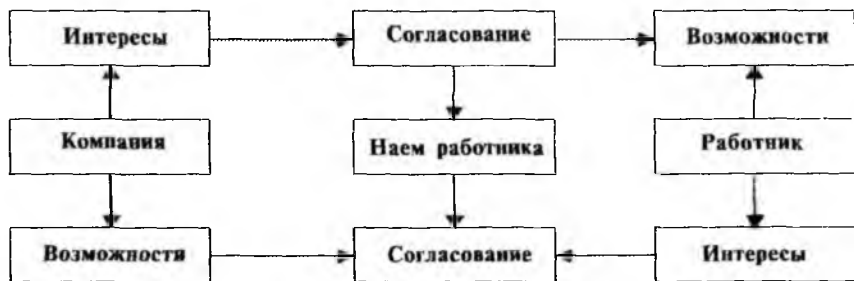 Интересы
Согласование
Возможности
Компания
Наем работника
Работник
Возможности
Согласование
Интересы